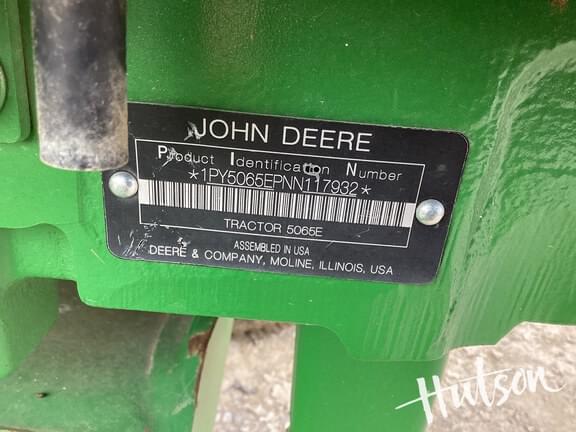 JOHN DEERE
Product Identification Number
*1PY5065EPNN117932*
TRACTOR 5065E
ASSEMBLED IN USA
DEERE & COMPANY, MOLINE, ILLINOIS, USA
Hutson